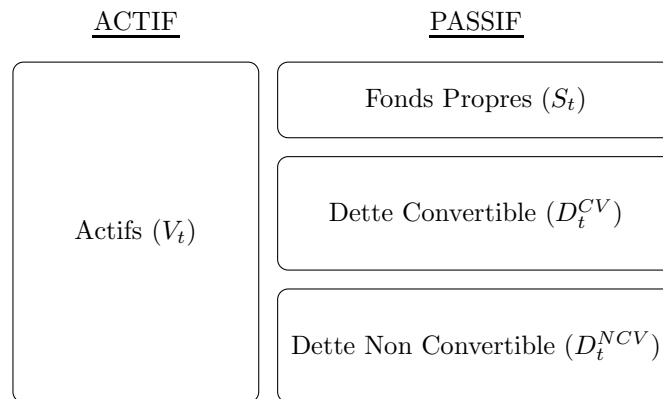 ACTIF
PASSIF
Actifs ($V_t$)
Fonds Propres ($S_t$)
Dette Convertible ($D_t^{CV}$)
Dette Non Convertible ($D_t^{NCV}$)